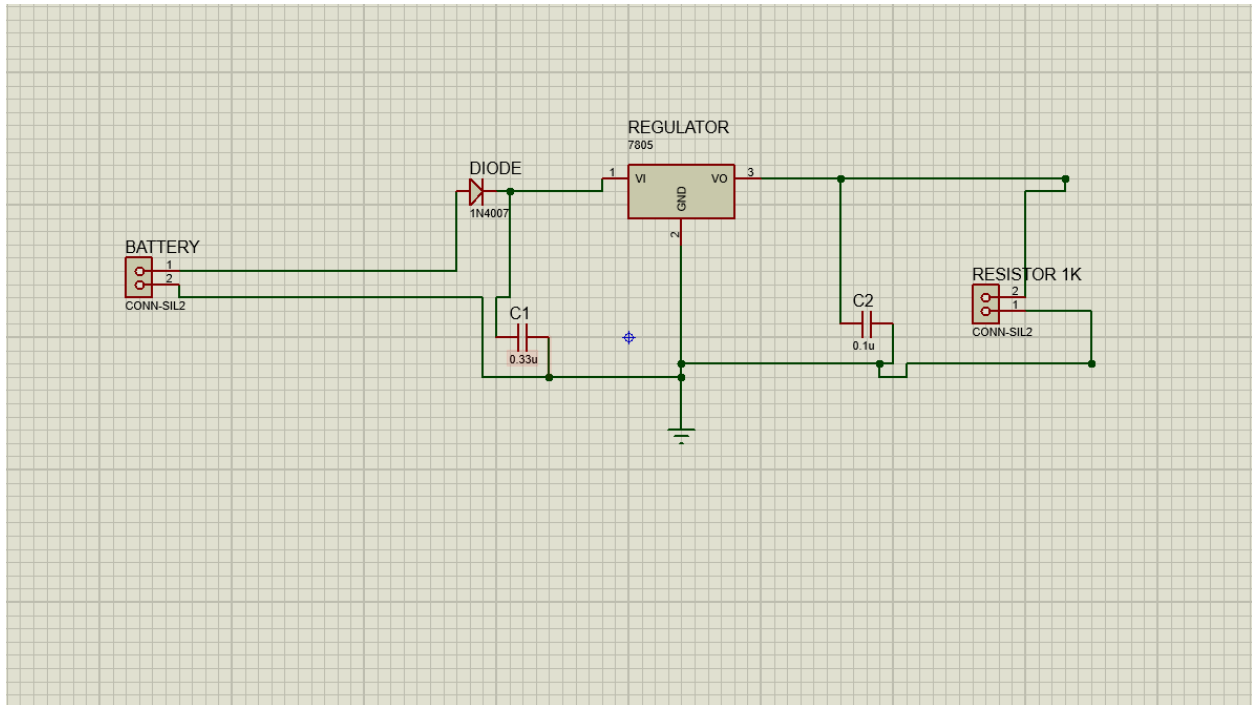 REGULATOR
7805
1
VI
VO
3
GND
2
DIODE
1N4007
BATTERY
1
2
CONN-SIL2
C1
0.33u
C2
0.1u
RESISTOR 1K
2
1
CONN-SIL2